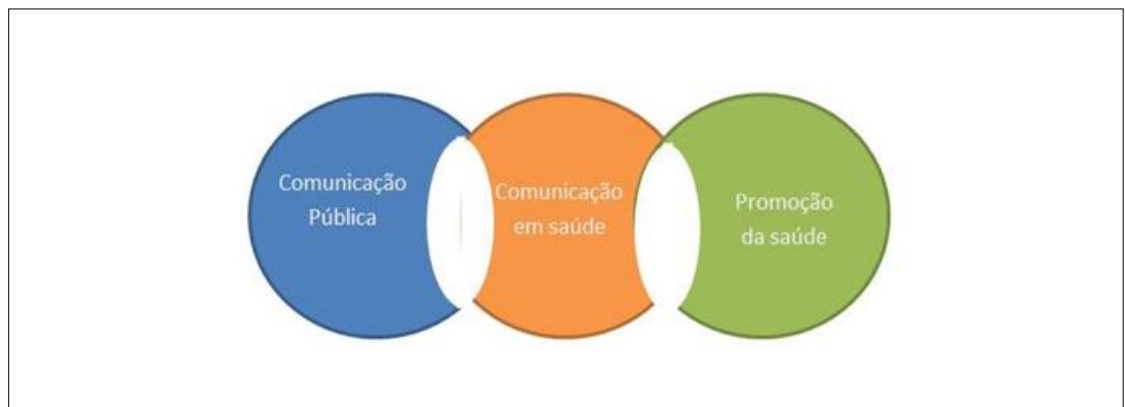 Comunicação
Pública
Comunicação
em saúde
Promoção
da saúde